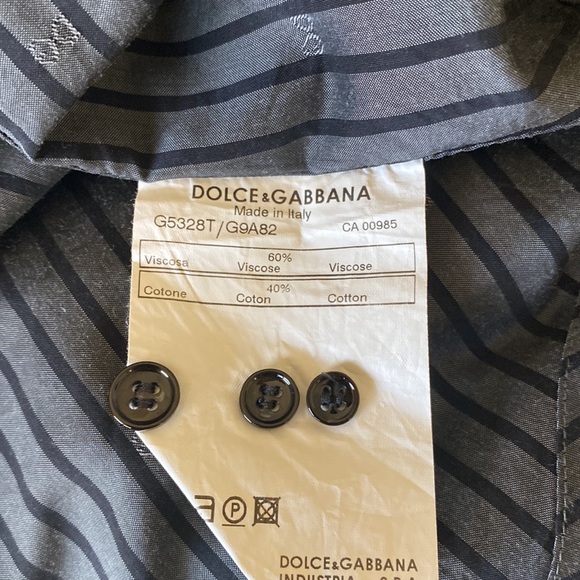 DOLCE&GABBANA
Made in Italy
G5328T/G9A82 CA 00985
60%
Viscosa Viscose Viscose
40%
Cotone Coton Cotton
P
DOLCE&GABBANA
INDUSTRIA S.P.A